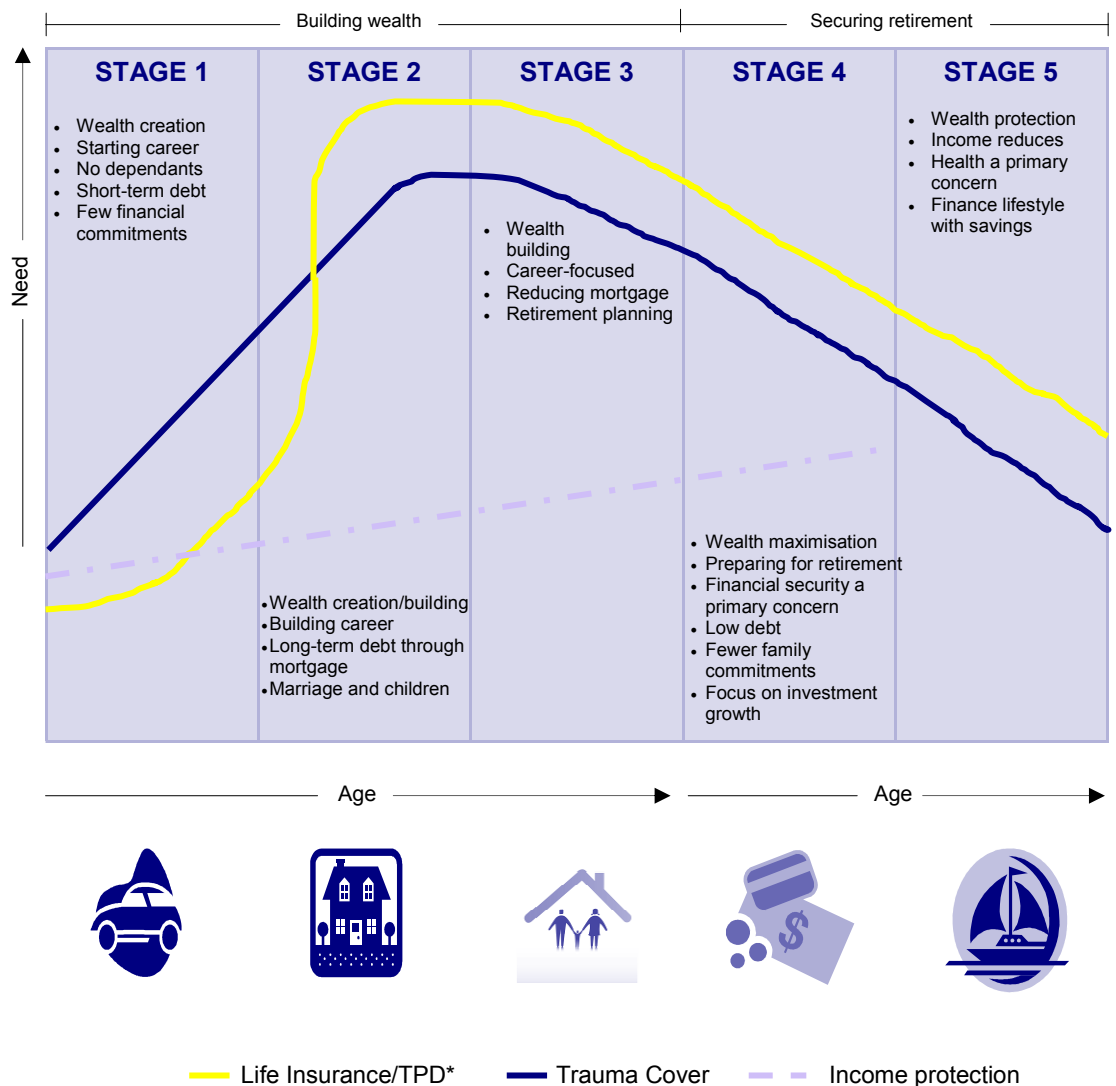 Building wealth
Securing retirement
Need
STAGE 1
• Wealth creation
• Starting career
• No dependants
• Short-term debt
• Few financial
commitments
STAGE 2
•Wealth creation/building
•Building career
•Long-term debt through
mortgage
•Marriage and children
STAGE 3
• Wealth
building
• Career-focused
• Reducing mortgage
• Retirement planning
STAGE 4
• Wealth maximisation
• Preparing for retirement
• Financial security a
primary concern
• Low debt
• Fewer family
commitments
• Focus on investment
growth
STAGE 5
• Wealth protection
• Income reduces
• Health a primary
concern
• Finance lifestyle
with savings
Age
Age
$
Life Insurance/TPD*
Trauma Cover
Income protection